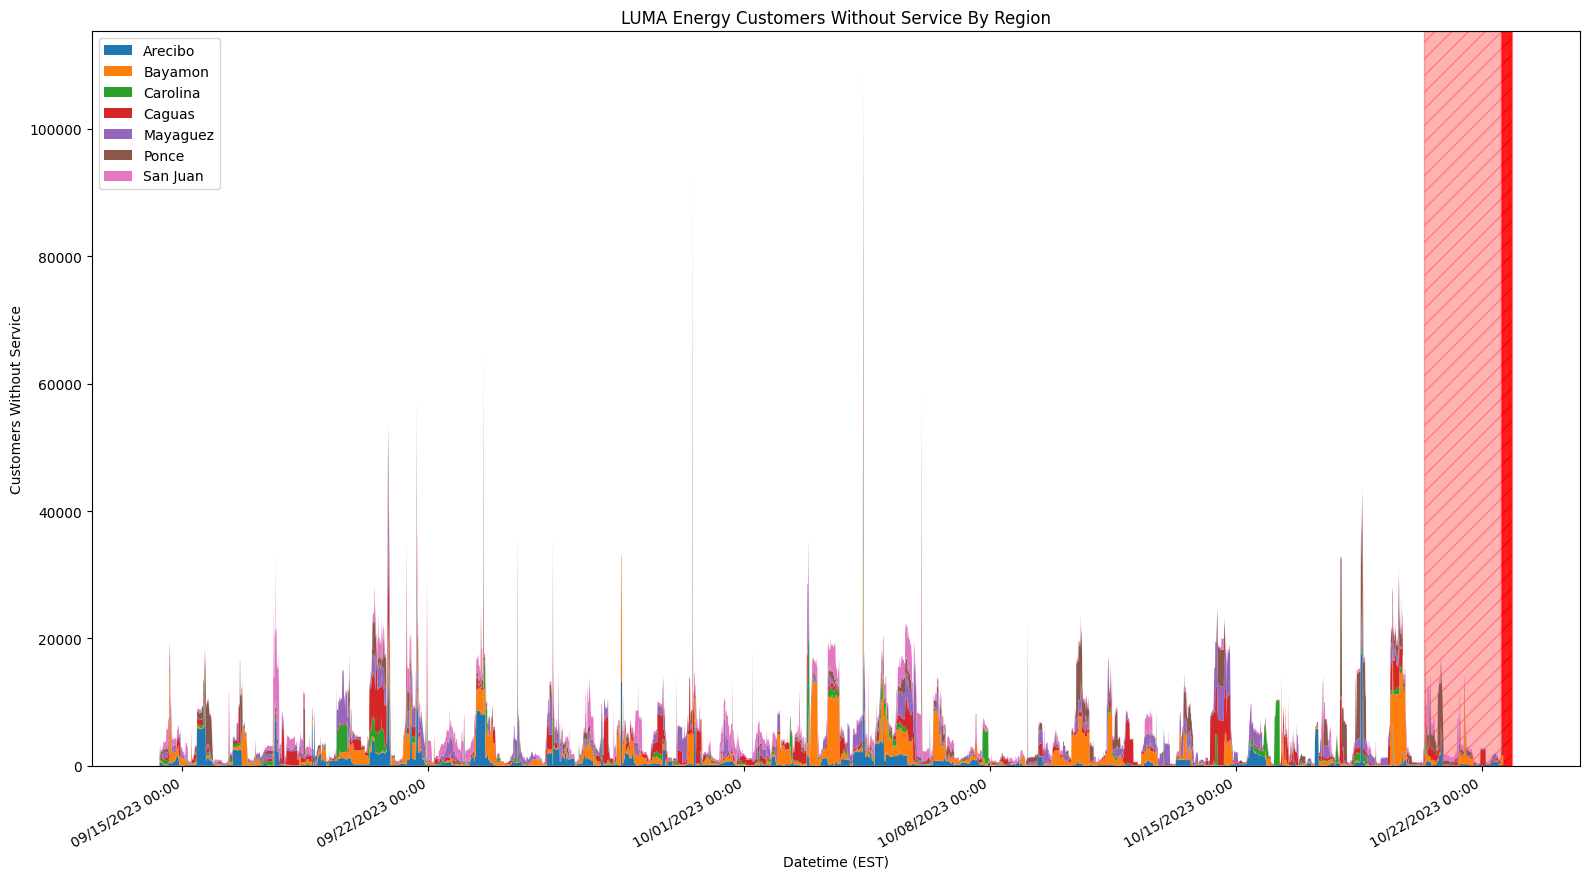 LUMA Energy Customers Without Service By Region
Arecibo
Bayamon
Carolina
Caguas
Mayaguez
Ponce
San Juan
100000
80000
60000
40000
20000
0
Customers Without Service
09/15/2023 00:00
09/22/2023 00:00
10/01/2023 00:00
10/08/2023 00:00
10/15/2023 00:00
10/22/2023 00:00
Datetime (EST)